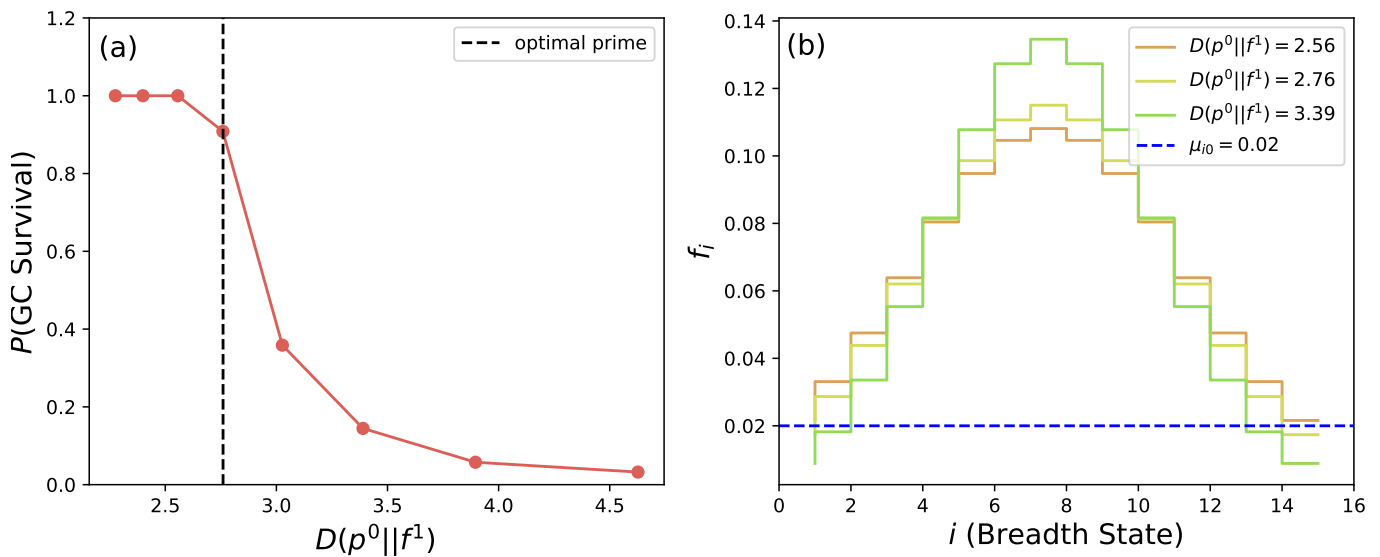 (a)
optimal prime
P(GC Survival)
1.2
1.0
0.8
0.6
0.4
0.2
0.0
2.5 3.0 3.5 4.0 4.5
D(p⁰||f¹)
(b)
D(p⁰||f¹) = 2.56
D(p⁰||f¹) = 2.76
D(p⁰||f¹) = 3.39
μᵢ₀ = 0.02
fᵢ
0.14
0.12
0.10
0.08
0.06
0.04
0.02
0 2 4 6 8 10 12 14 16
i (Breadth State)